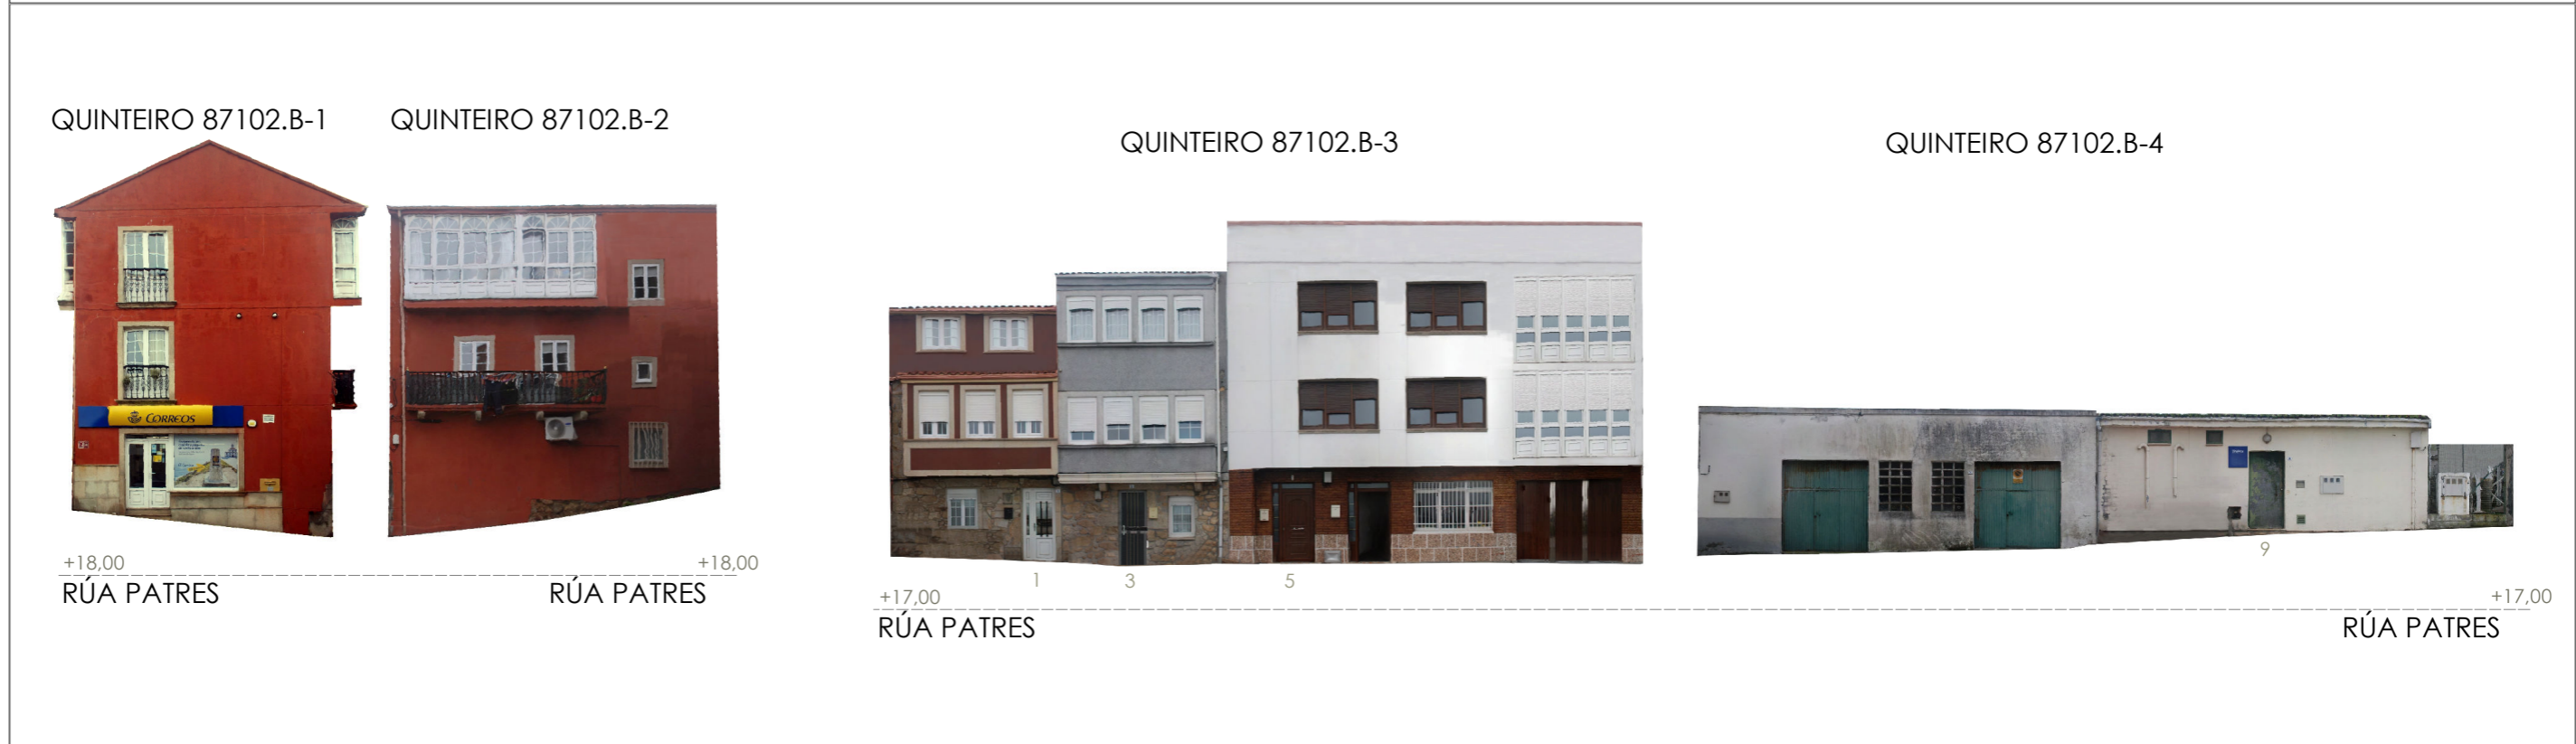 QUINTEIRO 87102.B-1
QUINTEIRO 87102.B-2
QUINTEIRO 87102.B-3
QUINTEIRO 87102.B-4
CORREOS
+18,00
+18,00
RÚA PATRES
RÚA PATRES
1
3
5
9
+17,00
+17,00
RÚA PATRES
RÚA PATRES